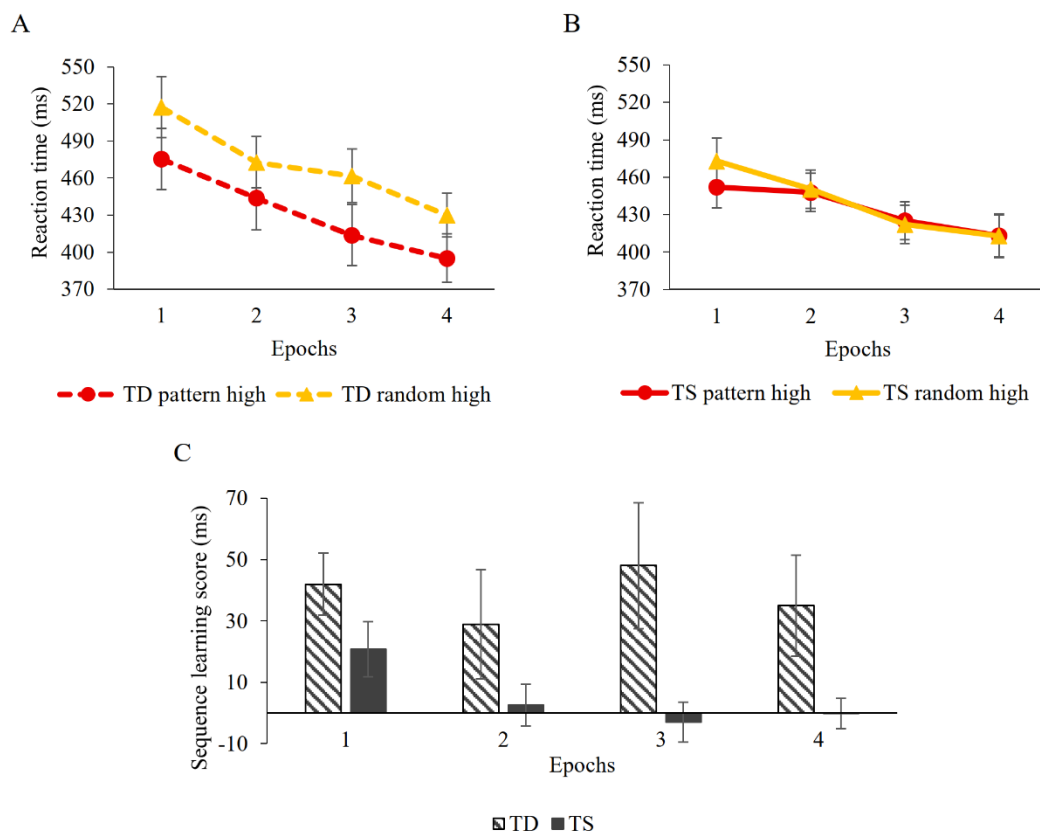 A
Reaction time (ms)
550
520
490
460
430
400
370
1 2 3 4
Epochs
TD pattern high TD random high
B
Reaction time (ms)
550
520
490
460
430
400
370
1 2 3 4
Epochs
TS pattern high TS random high
C
Sequence learning score (ms)
70
50
30
10
-10
1 2 3 4
Epochs
TD TS